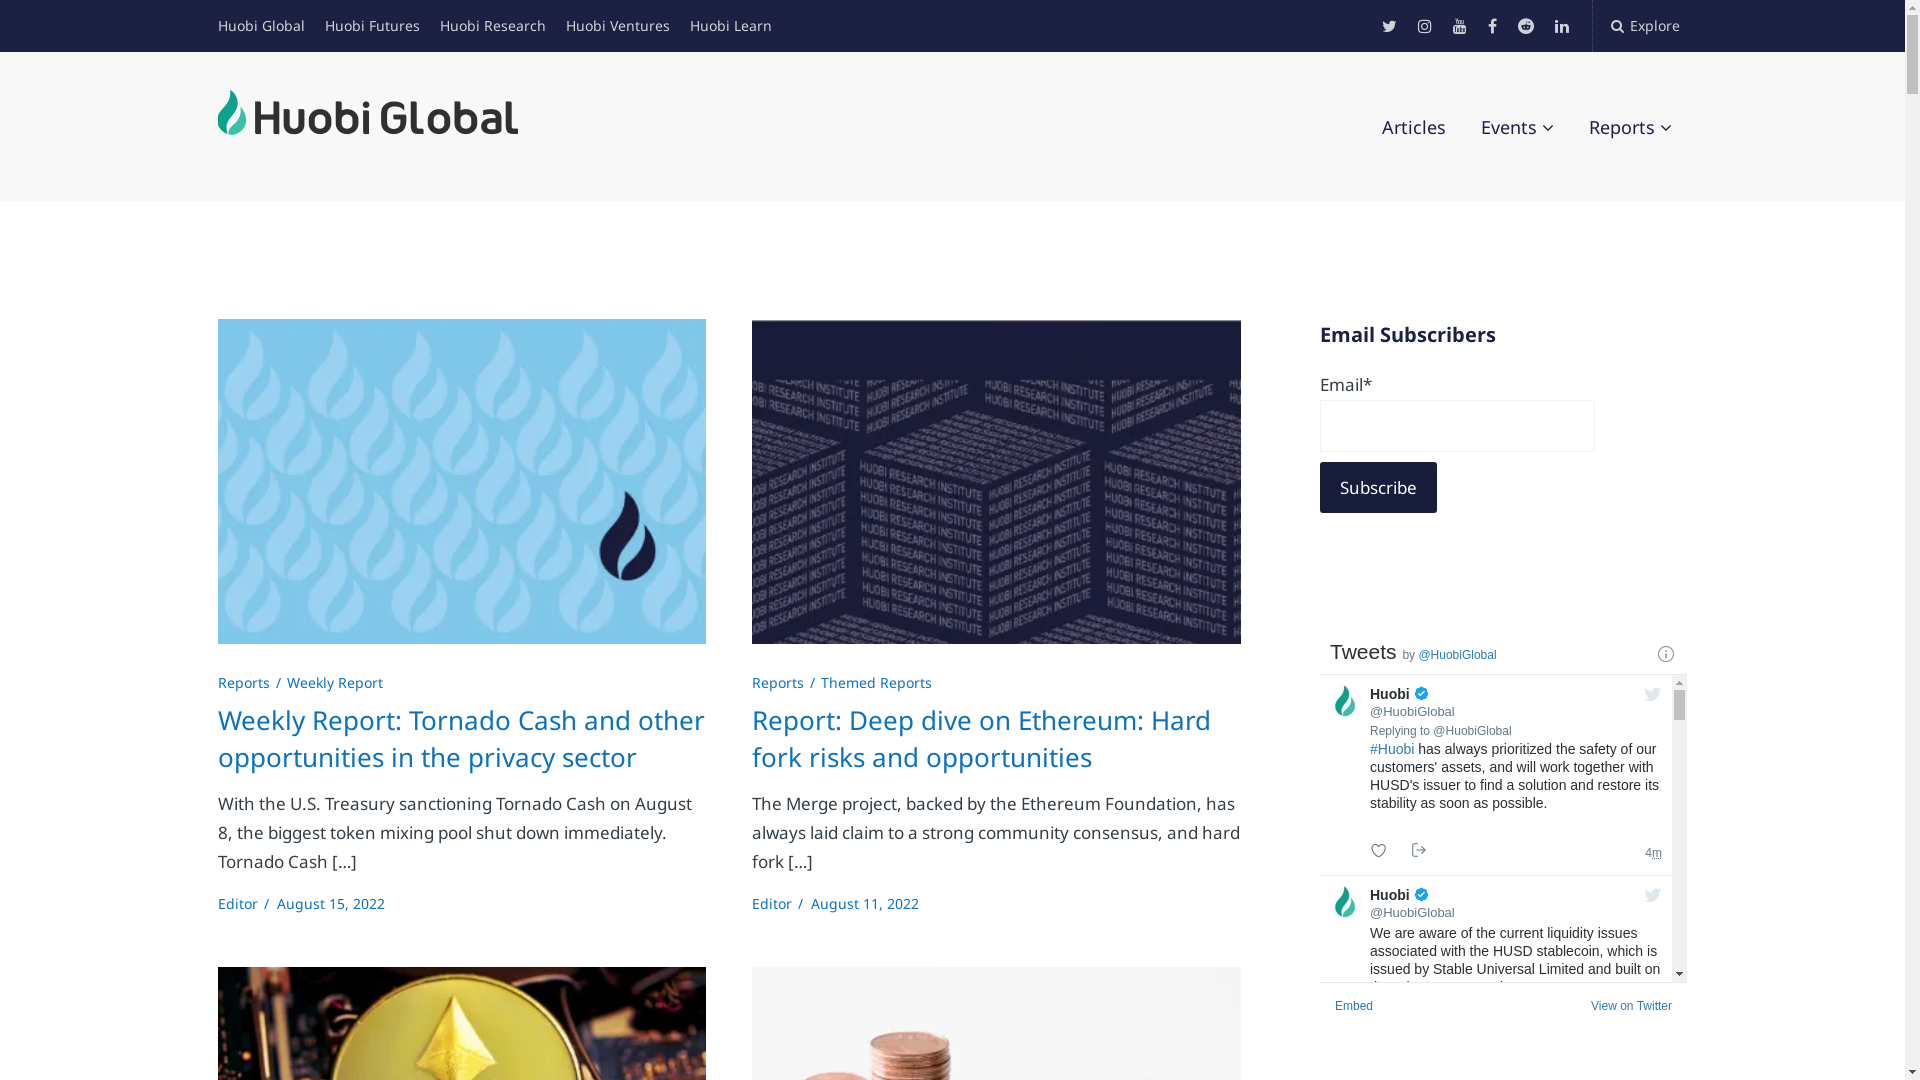 Huobi Global Huobi Futures Huobi Research Huobi Ventures Huobi Learn Explore
Huobi Global
Articles Events Reports
Reports / Weekly Report
Weekly Report: Tornado Cash and other
opportunities in the privacy sector
With the U.S. Treasury sanctioning Tornado Cash on August
8, the biggest token mixing pool shut down immediately.
Tornado Cash […]
Editor / August 15, 2022
HUOBI RESEARCH INSTITUTE
Reports / Themed Reports
Report: Deep dive on Ethereum: Hard
fork risks and opportunities
The Merge project, backed by the Ethereum Foundation, has
always laid claim to a strong community consensus, and hard
fork […]
Editor / August 11, 2022
Email Subscribers
Email*
Subscribe
Tweets by @HuobiGlobal
Huobi
@HuobiGlobal
Replying to @HuobiGlobal
#Huobi has always prioritized the safety of our
customers' assets, and will work together with
HUSD's issuer to find a solution and restore its
stability as soon as possible.
4m
Huobi
@HuobiGlobal
We are aware of the current liquidity issues
associated with the HUSD stablecoin, which is
issued by Stable Universal Limited and built on
Embed View on Twitter